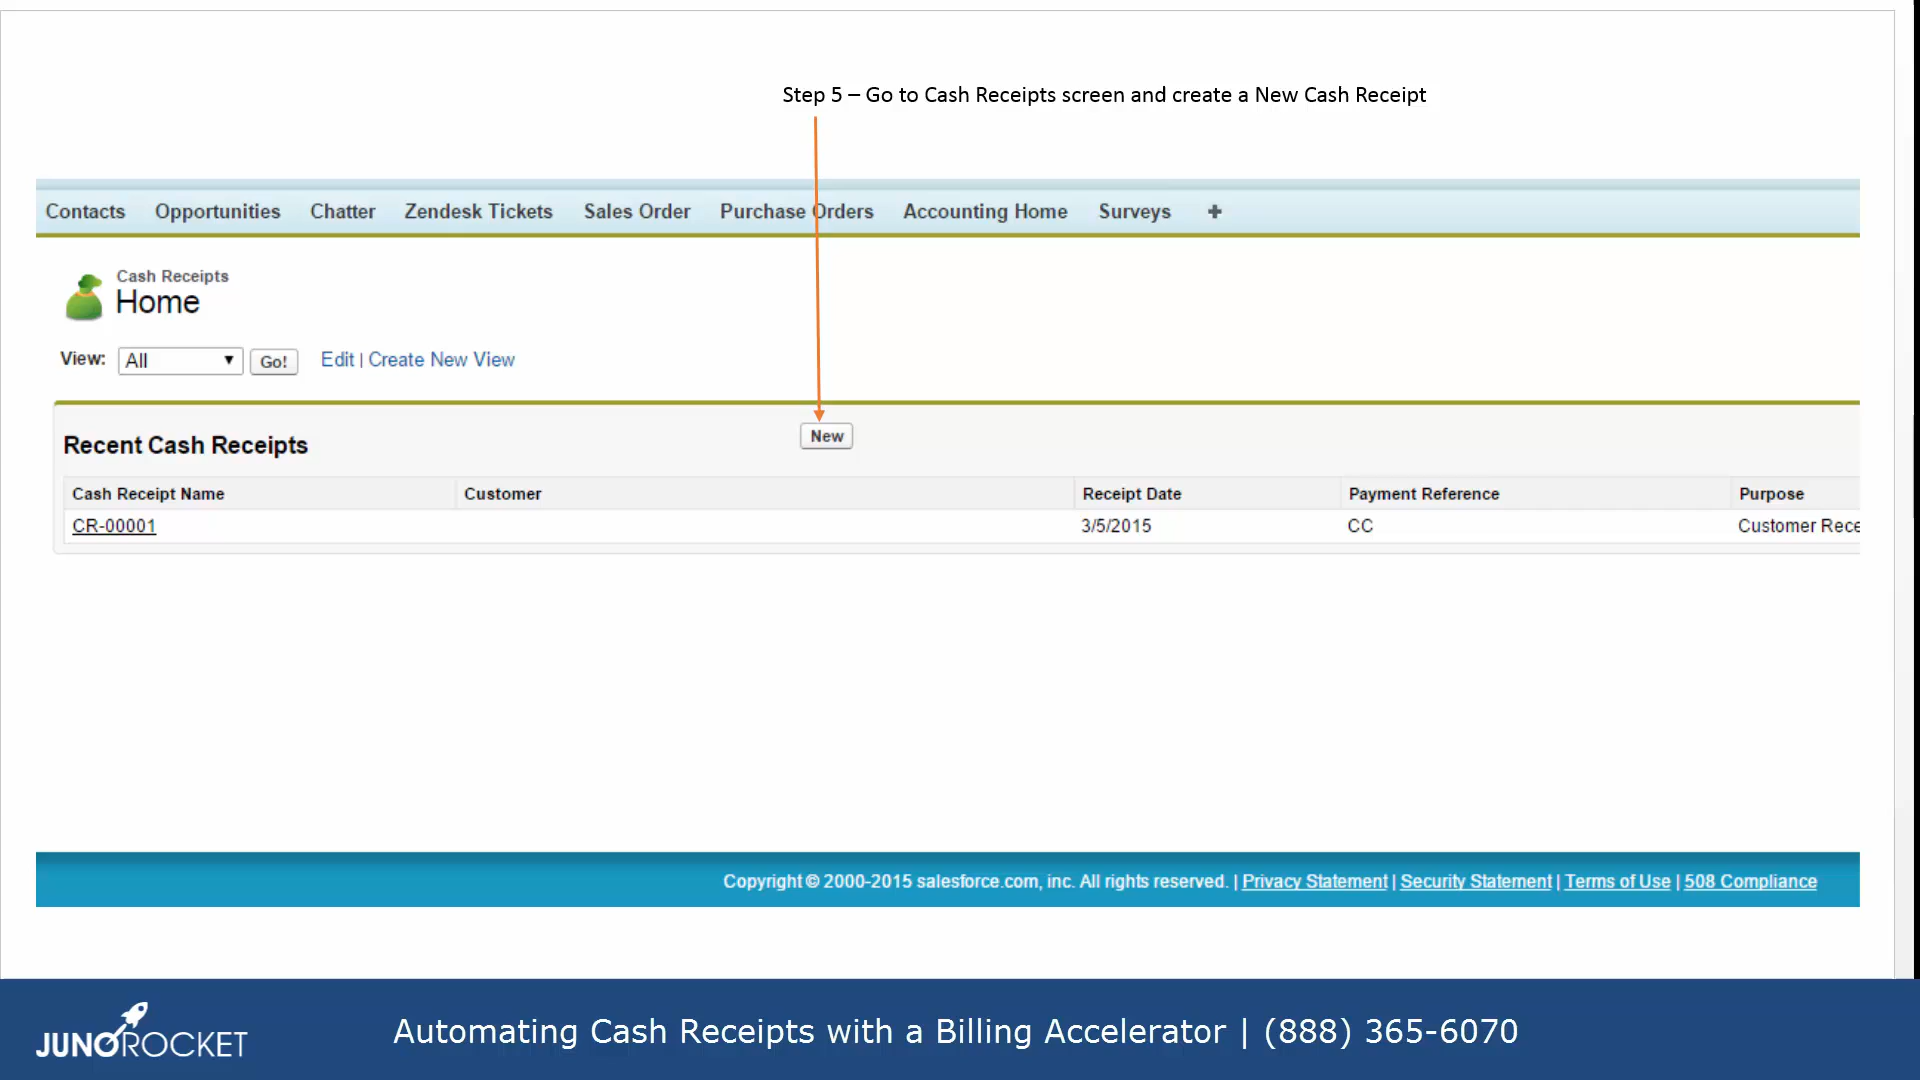 Step 5 – Go to Cash Receipts screen and create a New Cash Receipt
Contacts Opportunities Chatter Zendesk Tickets Sales Order Purchase Orders Accounting Home Surveys +
Cash Receipts
Home
View: All Go! Edit | Create New View
Recent Cash Receipts New
Cash Receipt Name Customer Receipt Date Payment Reference Purpose
CR-00001 3/5/2015 CC Customer Rece
Copyright © 2000-2015 salesforce.com, inc. All rights reserved. | Privacy Statement | Security Statement | Terms of Use | 508 Compliance
JUNOROCKET Automating Cash Receipts with a Billing Accelerator | (888) 365-6070